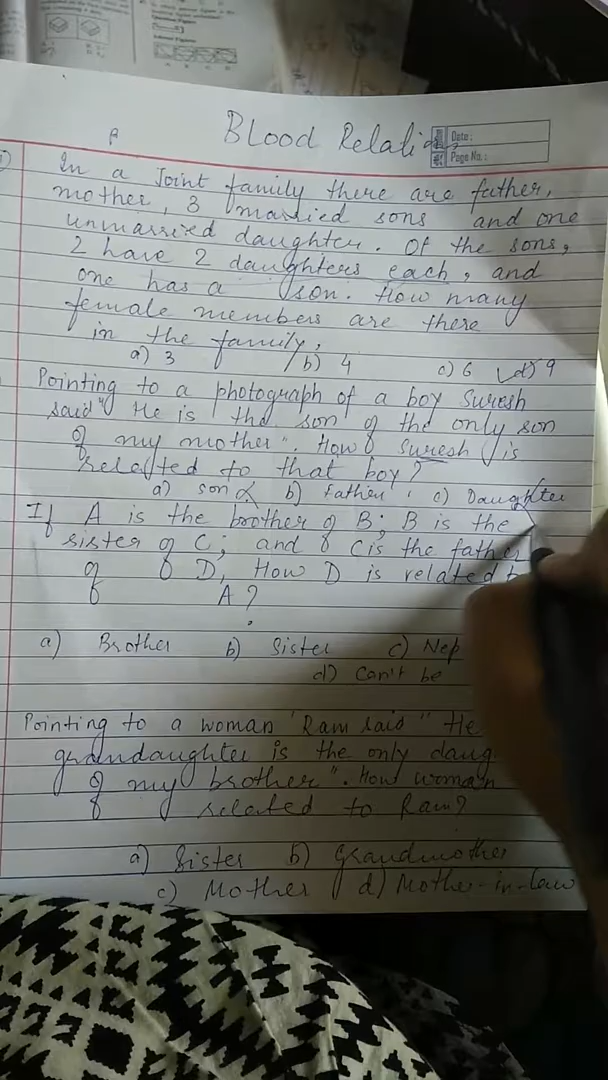 Blood Relati
Date:
Page No.:
In a Joint family there are father,
mother, 3 married sons and one
unmarried daughter. Of the sons,
2 have 2 daughters each, and
one has a son. How many
female members are there
in the family,
a) 3 b) 4 c) 6 d) 9
Pointing to a photograph of a boy Suresh
said " He is the son of the only son
of my mother". How Suresh is
related to that boy?
a) son b) Father c) Daughter
If A is the brother of B; B is the
sister of C; and C is the father
of D, How D is related
A?
a) Brother b) Sister c) Nep
d) Can't be
Pointing to a woman Ram said " He
grandaughter is the only daug
of my brother". How woman
related to Ram?
a) Sister b) Grandmother
c) Mother d) Mother-in-law